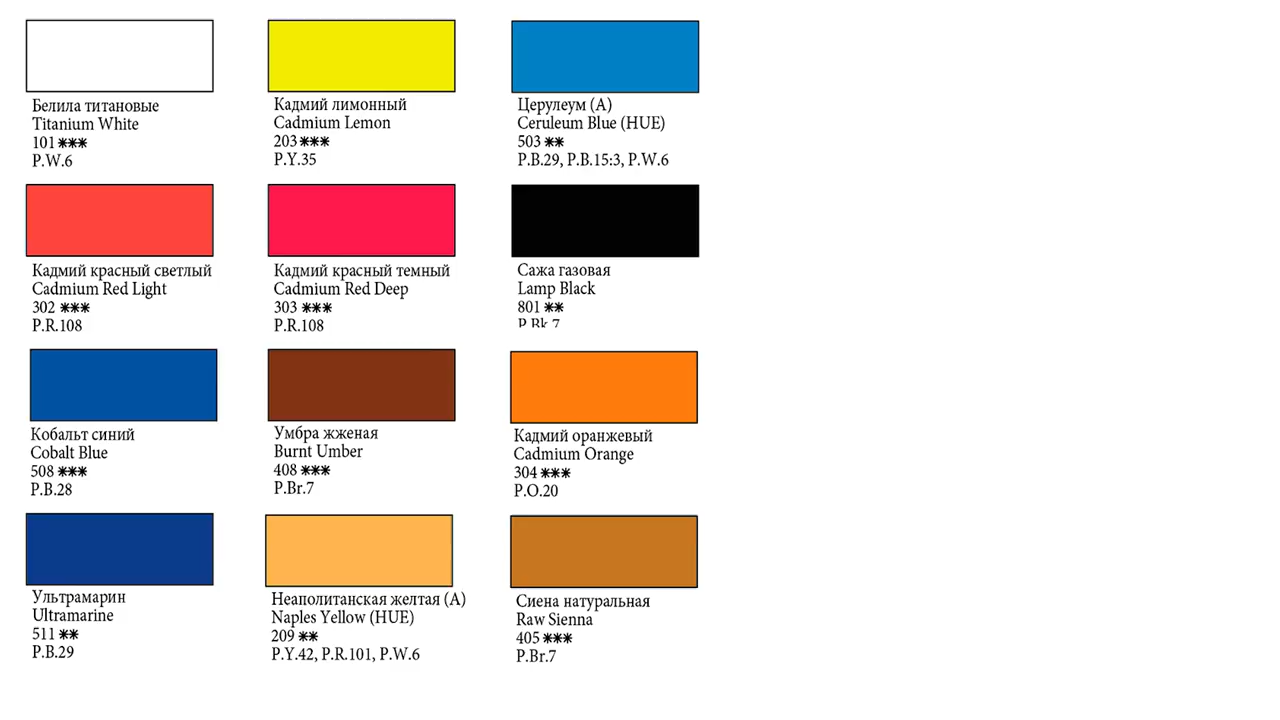 Белила титановые
Titanium White
101 ✱✱✱
P.W.6
Кадмий лимонный
Cadmium Lemon
203 ✱✱✱
P.Y.35
Церулеум (А)
Ceruleum Blue (HUE)
503 ✱✱
P.B.29, P.B.15:3, P.W.6
Кадмий красный светлый
Cadmium Red Light
302 ✱✱✱
P.R.108
Кадмий красный темный
Cadmium Red Deep
303 ✱✱✱
P.R.108
Сажа газовая
Lamp Black
801 ✱✱
P.Bk.7
Кобальт синий
Cobalt Blue
508 ✱✱✱
P.B.28
Умбра жженая
Burnt Umber
408 ✱✱✱
P.Br.7
Кадмий оранжевый
Cadmium Orange
304 ✱✱✱
P.O.20
Ультрамарин
Ultramarine
511 ✱✱
P.B.29
Неаполитанская желтая (А)
Naples Yellow (HUE)
209 ✱✱
P.Y.42, P.R.101, P.W.6
Сиена натуральная
Raw Sienna
405 ✱✱✱
P.Br.7